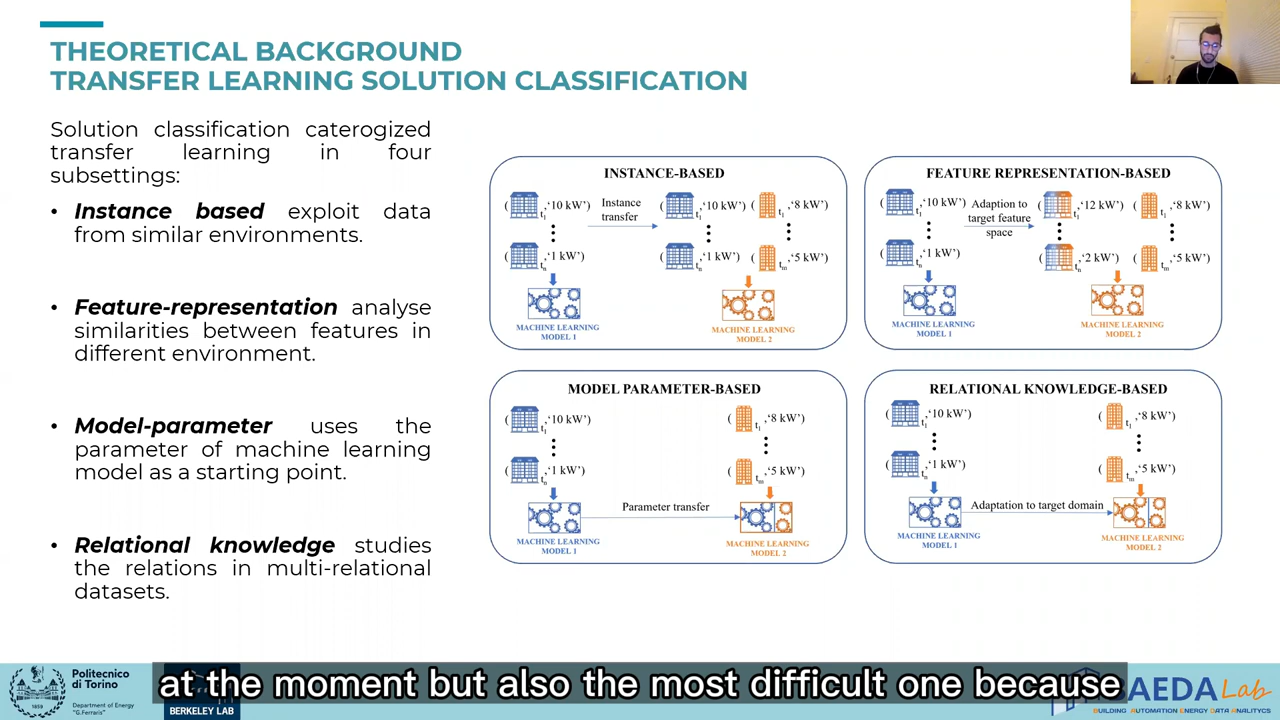 THEORETICAL BACKGROUND
TRANSFER LEARNING SOLUTION CLASSIFICATION
Solution classification caterogized
transfer learning in four
subsettings:
• Instance based exploit data
from similar environments.
• Feature-representation analyse
similarities between features in
different environment.
• Model-parameter uses the
parameter of machine learning
model as a starting point.
• Relational knowledge studies
the relations in multi-relational
datasets.
INSTANCE-BASED
( t1,‘10 kW’)
Instance
transfer
( t1,‘10 kW’) ( t1,‘8 kW’)
( tn,‘1 kW’)
( tn,‘1 kW’) ( tm,‘5 kW’)
MACHINE LEARNING
MODEL 1
MACHINE LEARNING
MODEL 2
FEATURE REPRESENTATION-BASED
( t1,‘10 kW’)
Adaption to
target feature
space
( t1,‘12 kW’) ( t1,‘8 kW’)
( tn,‘1 kW’)
( tn,‘2 kW’) ( tm,‘5 kW’)
MACHINE LEARNING
MODEL 1
MACHINE LEARNING
MODEL 2
MODEL PARAMETER-BASED
( t1,‘10 kW’) ( t1,‘8 kW’)
( tn,‘1 kW’) ( tm,‘5 kW’)
Parameter transfer
MACHINE LEARNING
MODEL 1
MACHINE LEARNING
MODEL 2
RELATIONAL KNOWLEDGE-BASED
( t1,‘10 kW’) ( t1,‘8 kW’)
( tn,‘1 kW’) ( tm,‘5 kW’)
Adaptation to target domain
MACHINE LEARNING
MODEL 1
MACHINE LEARNING
MODEL 2
at the moment but also the most difficult one because
Politecnico
di Torino
1859
Department of Energy
"G.Ferraris"
BERKELEY LAB
BAEDA Lab
BUILDING AUTOMATION ENERGY DATA ANALITYCS